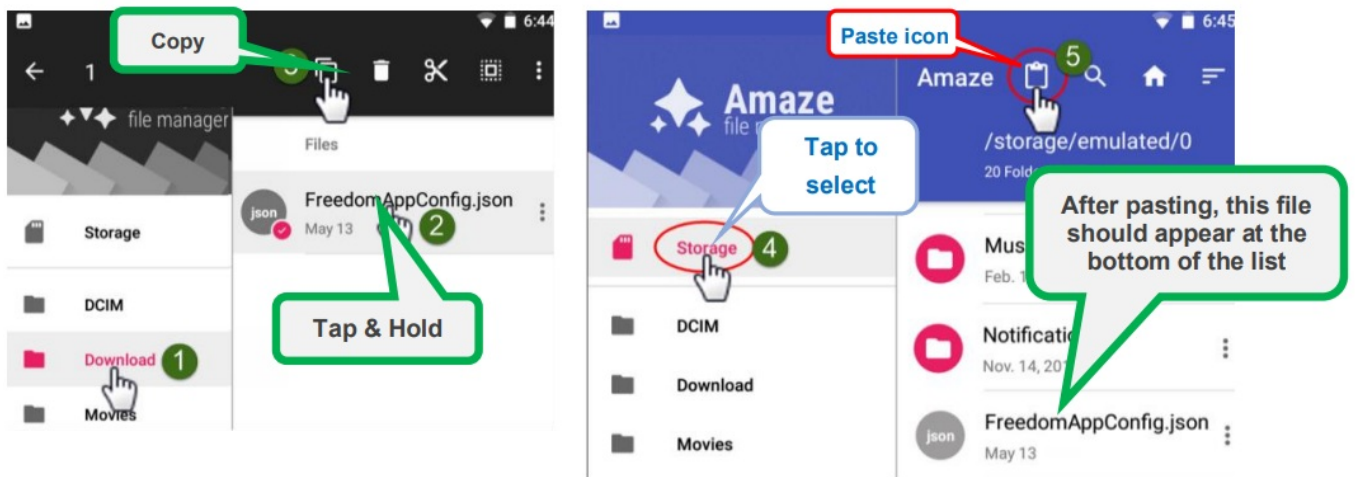 6:44
Copy
1
3
file manager
Files
json
FreedomAppConfig.json
May 13
2
Storage
DCIM
Tap & Hold
Download
1
Movies
6:45
Paste icon
5
Amaze
Amaze
file
/storage/emulated/0
20
Tap to
select
Storage
4
After pasting, this file
should appear at the
bottom of the list
Feb.
DCIM
Nov. 14,
Download
json
FreedomAppConfig.json
May 13
Movies